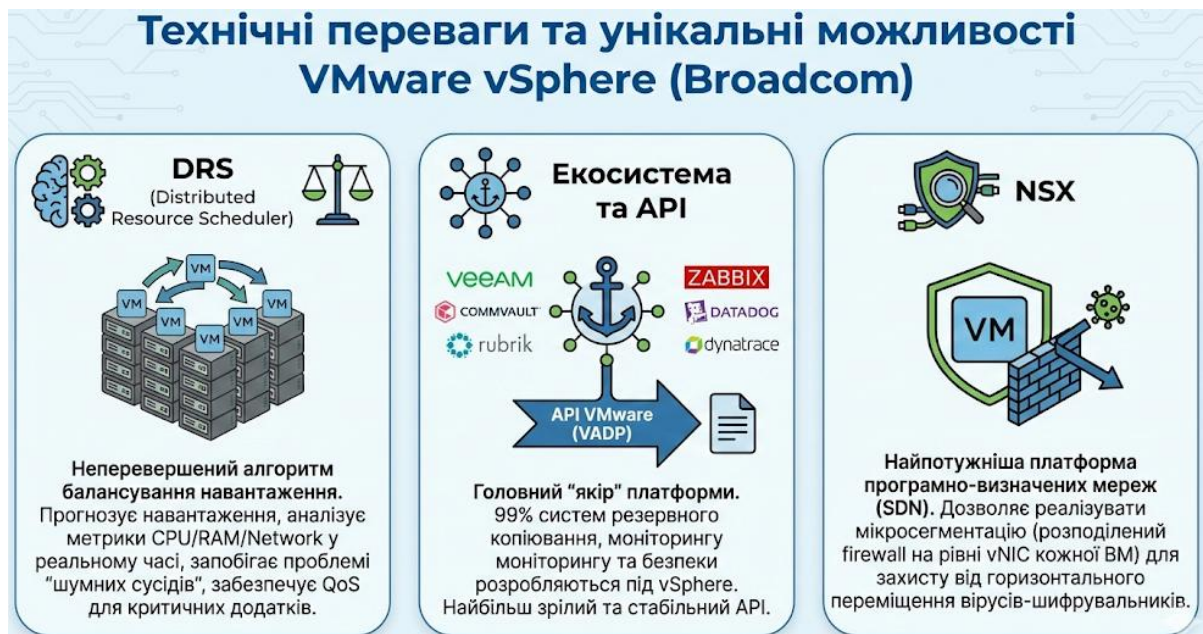 Технічні переваги та унікальні можливості
VMware vSphere (Broadcom)
DRS
(Distributed
Resource Scheduler)
VM
VM
VM
VM
VM
VM
Неперевершений алгоритм
балансування навантаження.
Прогнозує навантаження, аналізує
метрики CPU/RAM/Network у
реальному часі, запобігає проблемі
"шумних сусідів", забезпечує QoS
для критичних додатків.
Екосистема
та API
veeAM
ZABBIX
COMMVAULT
DATADOG
rubrik
dynatrace
API VMware
(VADP)
Головний "якір" платформи.
99% систем резервного
копіювання, моніторингу
моніторингу та безпеки
розробляються під vSphere.
Найбільш зрілий та стабільний API.
NSX
VM
Найпотужніша платформа
програмно-визначених мереж
(SDN). Дозволяє реалізувати
мікросегментацію (розподілений
firewall на рівні vNIC кожної ВМ) для
захисту від горизонтального
переміщення вірусів-шифрувальників.